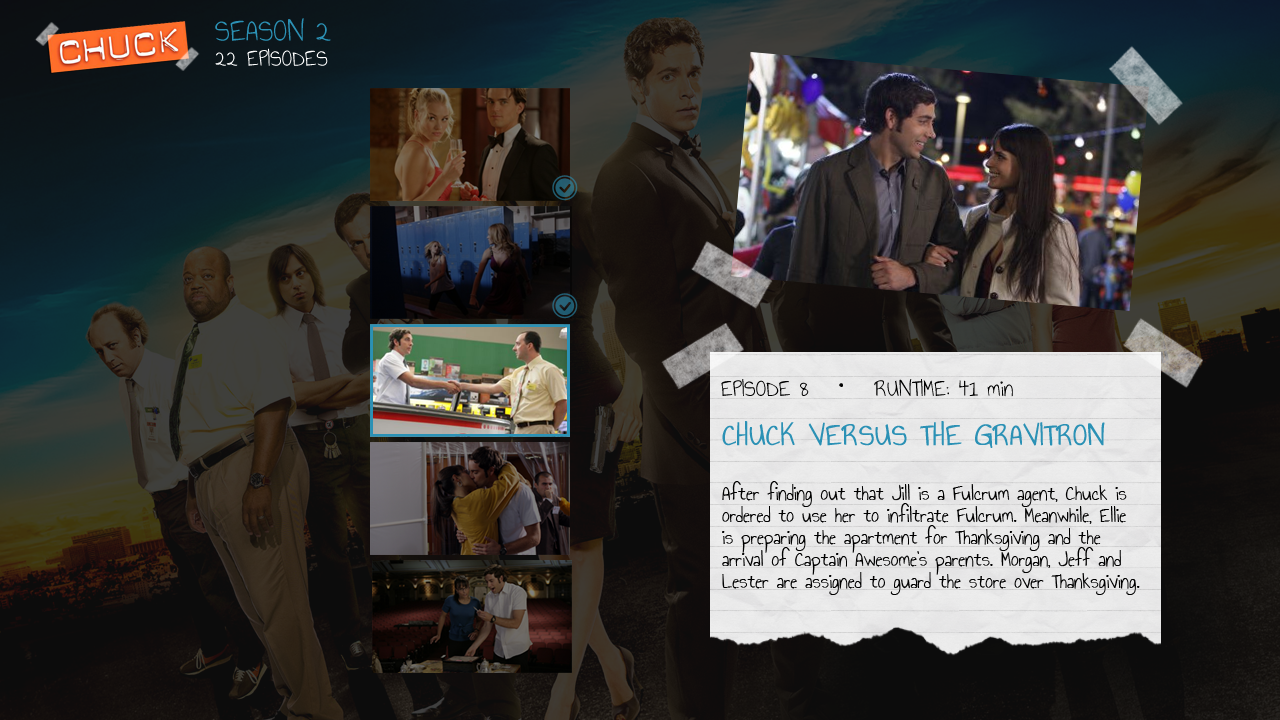 CHUCK
SEASON 2
22 EPISODES
EPISODE 8 • RUNTIME: 41 min
CHUCK VERSUS THE GRAVITRON
After finding out that Jill is a Fulcrum agent, Chuck is
ordered to use her to infiltrate Fulcrum. Meanwhile, Ellie
is preparing the apartment for Thanksgiving and the
arrival of Captain Awesome's parents. Morgan, Jeff and
Lester are assigned to guard the store over Thanksgiving.